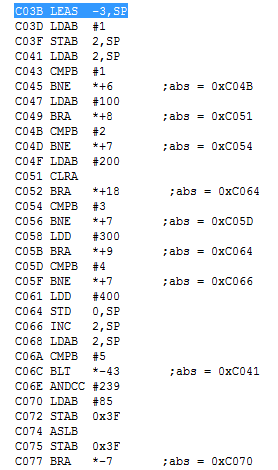 C03B LEAS -3,SP
C03D LDAB #1
C03F STAB 2,SP
C041 LDAB 2,SP
C043 CMPB #1
C045 BNE *+6 ;abs = 0xC04B
C047 LDAB #100
C049 BRA *+8 ;abs = 0xC051
C04B CMPB #2
C04D BNE *+7 ;abs = 0xC054
C04F LDAB #200
C051 CLRA
C052 BRA *+18 ;abs = 0xC064
C054 CMPB #3
C056 BNE *+7 ;abs = 0xC05D
C058 LDD #300
C05B BRA *+9 ;abs = 0xC064
C05D CMPB #4
C05F BNE *+7 ;abs = 0xC066
C061 LDD #400
C064 STD 0,SP
C066 INC 2,SP
C068 LDAB 2,SP
C06A CMPB #5
C06C BLT *-43 ;abs = 0xC041
C06E ANDCC #239
C070 LDAB #85
C072 STAB 0x3F
C074 ASLB
C075 STAB 0x3F
C077 BRA *-7 ;abs = 0xC070